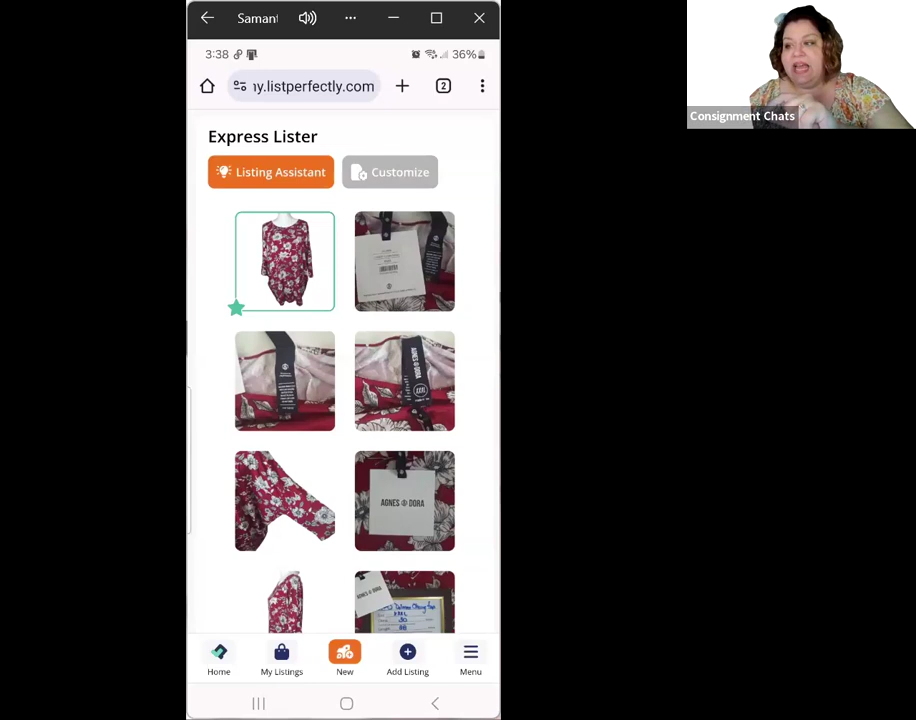 Samant
3:38
36%
ny.listperfectly.com
2
Express Lister
Listing Assistant
Customize
AGNES & DORA
AGNES & DORA
AGNES & DORA
Home
My Listings
New
Add Listing
Menu
Consignment Chats